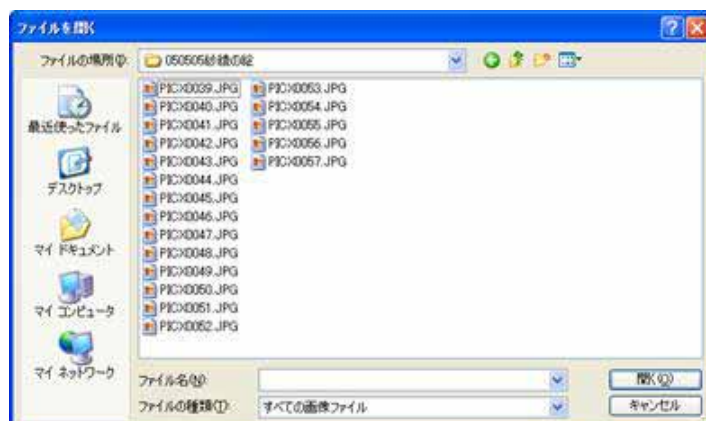 ファイルを開く
ファイルの場所(I):
最近使ったファイル
デスクトップ
マイ ドキュメント
マイ コンピュータ
マイ ネットワーク
PICX0039.JPG
PICX0040.JPG
PICX0041.JPG
PICX0042.JPG
PICX0043.JPG
PICX0044.JPG
PICX0045.JPG
PICX0046.JPG
PICX0047.JPG
PICX0048.JPG
PICX0049.JPG
PICX0050.JPG
PICX0051.JPG
PICX0052.JPG
PICX0053.JPG
PICX0054.JPG
PICX0055.JPG
PICX0056.JPG
PICX0057.JPG
ファイル名(N):
開く(O)
ファイルの種類(T):
すべての画像ファイル
キャンセル